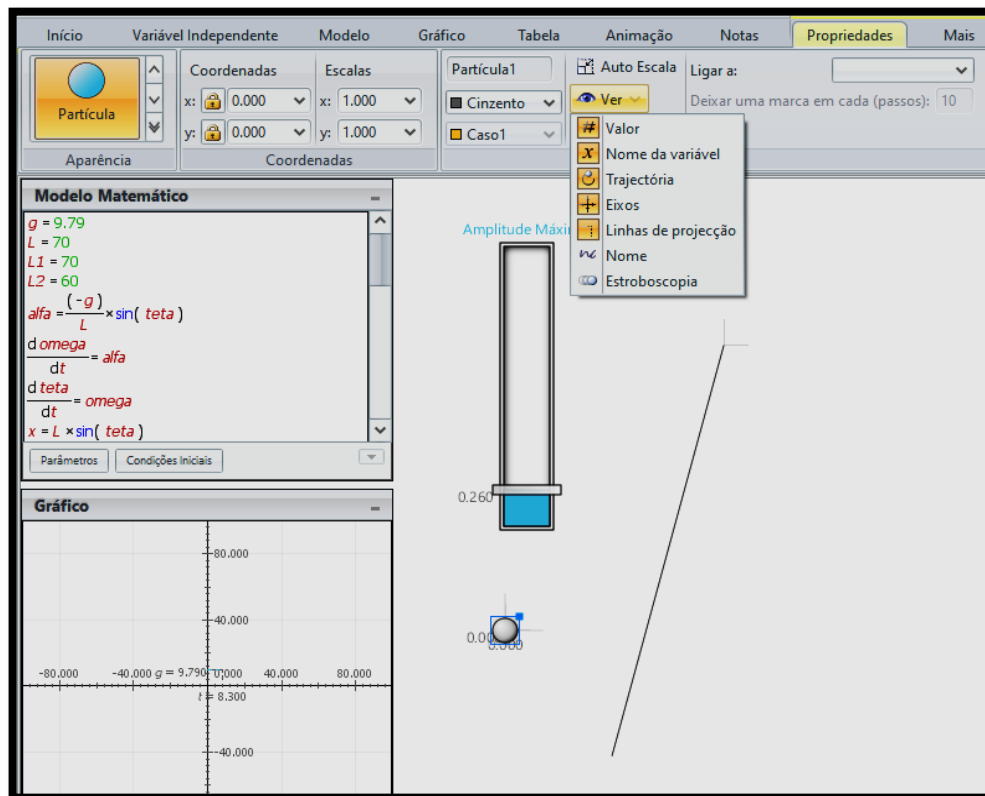 Início Variável Independente Modelo Gráfico Tabela Animação Notas Propriedades Mais
Partícula
Aparência
Coordenadas Escalas
x: 0.000 x: 1.000
y: 0.000 y: 1.000
Coordenadas
Partícula1
Cinzento
Caso1
Auto Escala
Ver
Ligar a:
Deixar uma marca em cada (passos): 10
# Valor
x Nome da variável
Trajectória
Eixos
Linhas de projecção
Nome
Estroboscopia
Modelo Matemático
g = 9.79
L = 70
L1 = 70
L2 = 60
alfa = (-g) / L × sin( teta )
d omega / dt = alfa
d teta / dt = omega
x = L × sin( teta )
Parâmetros Condições Iniciais
Amplitude Máxi
0.260
0.00
0.000
Gráfico
80.000
40.000
-80.000 -40.000 g = 9.790 40.000 80.000
t = 8.300
-40.000